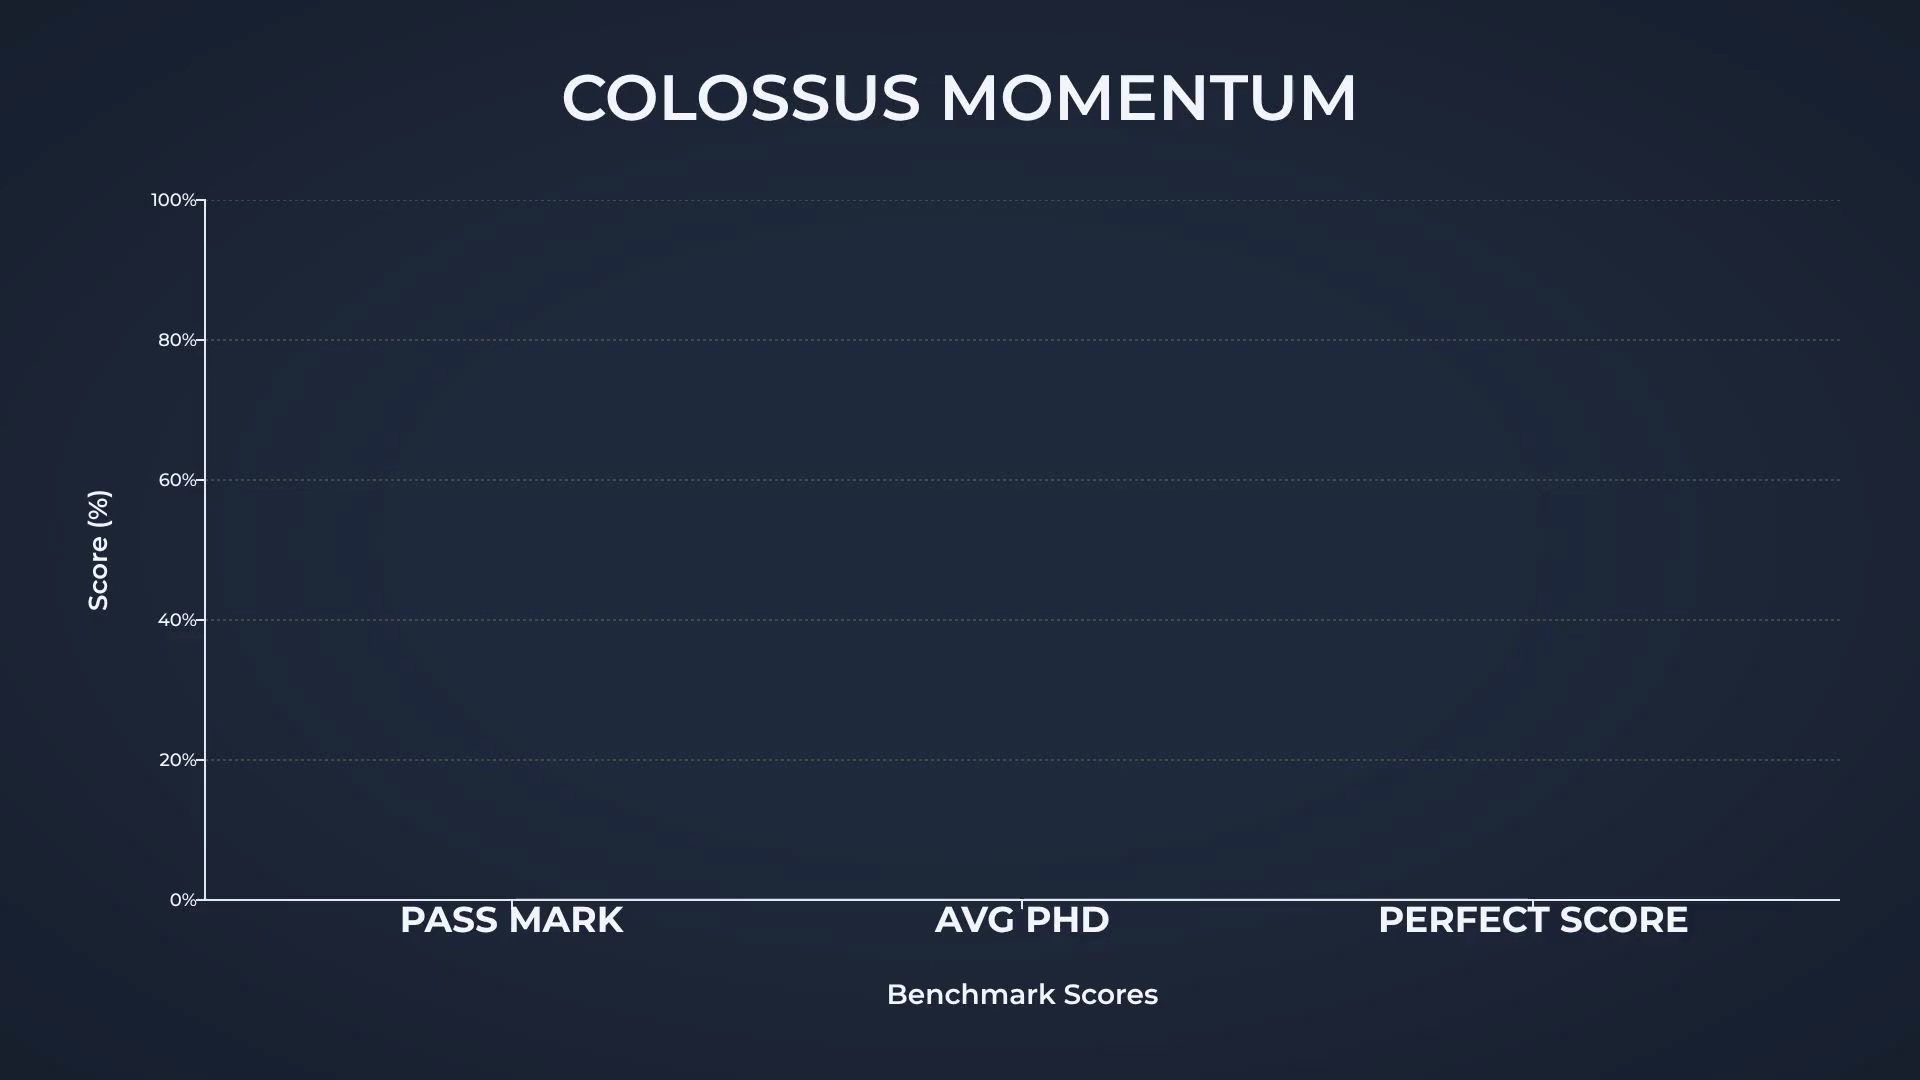 COLOSSUS MOMENTUM
100%
80%
60%
40%
20%
0%
Score (%)
PASS MARK
AVG PHD
PERFECT SCORE
Benchmark Scores